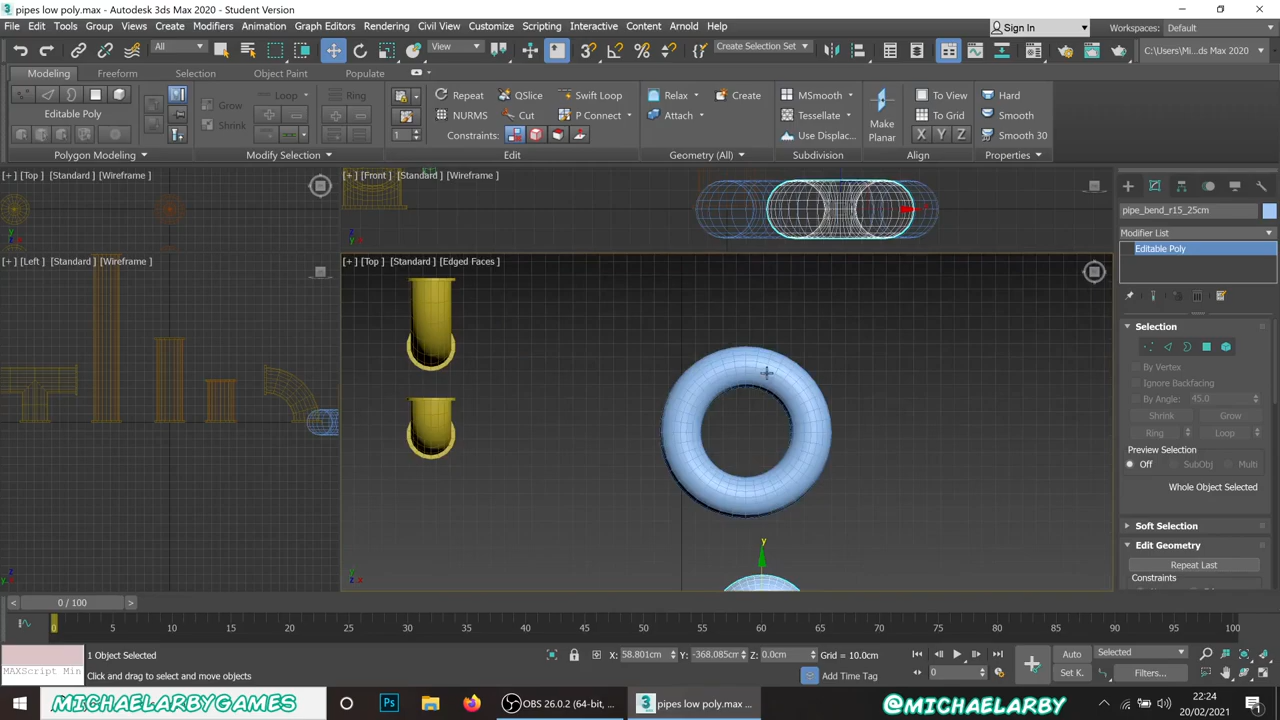 pipes low poly.max - Autodesk 3ds Max 2020 - Student Version
File Edit Tools Group Views Create Modifiers Animation Graph Editors Rendering Civil View Customize Scripting Interactive Content Arnold Help
Sign In
Workspaces: Default
All
View
Create Selection Set
C:\Users\Mi...ds Max 2020
Modeling Freeform Selection Object Paint Populate
Editable Poly
Grow Loop Ring
Shrink
Repeat QSlice Swift Loop
NURMS Cut P Connect
1 Constraints:
Relax Create
Attach
MSmooth
Tessellate
Use Displac...
Make
Planar
To View
To Grid
X Y Z
Hard
Smooth
Smooth 30
Polygon Modeling Modify Selection Edit Geometry (All) Subdivision Align Properties
[+] [Top] [Standard] [Wireframe]
[+] [Front] [Standard] [Wireframe]
[+] [Left] [Standard] [Wireframe]
[+] [Top] [Standard] [Edged Faces]
y
pipe_bend_r15_25cm
Modifier List
Editable Poly
Selection
By Vertex
Ignore Backfacing
By Angle: 45.0
Shrink Grow
Ring Loop
Preview Selection
Off SubObj Multi
Whole Object Selected
Soft Selection
Edit Geometry
Repeat Last
Constraints
< 0 / 100 >
0 5 10 15 20 25 30 35 40 45 50 55 60 65 70 75 80 85 90 95 100
1 Object Selected
X: 58.801cm Y: -368.085cm Z: 0.0cm Grid = 10.0cm
Auto Selected
MAXScript Min
Click and drag to select and move objects
Add Time Tag
0
Set K. Filters...
MICHAELARBYGAMES
OBS 26.0.2 (64-bit, ...
pipes low poly.max ...
@MICHAELARBY
22:24
20/02/2021